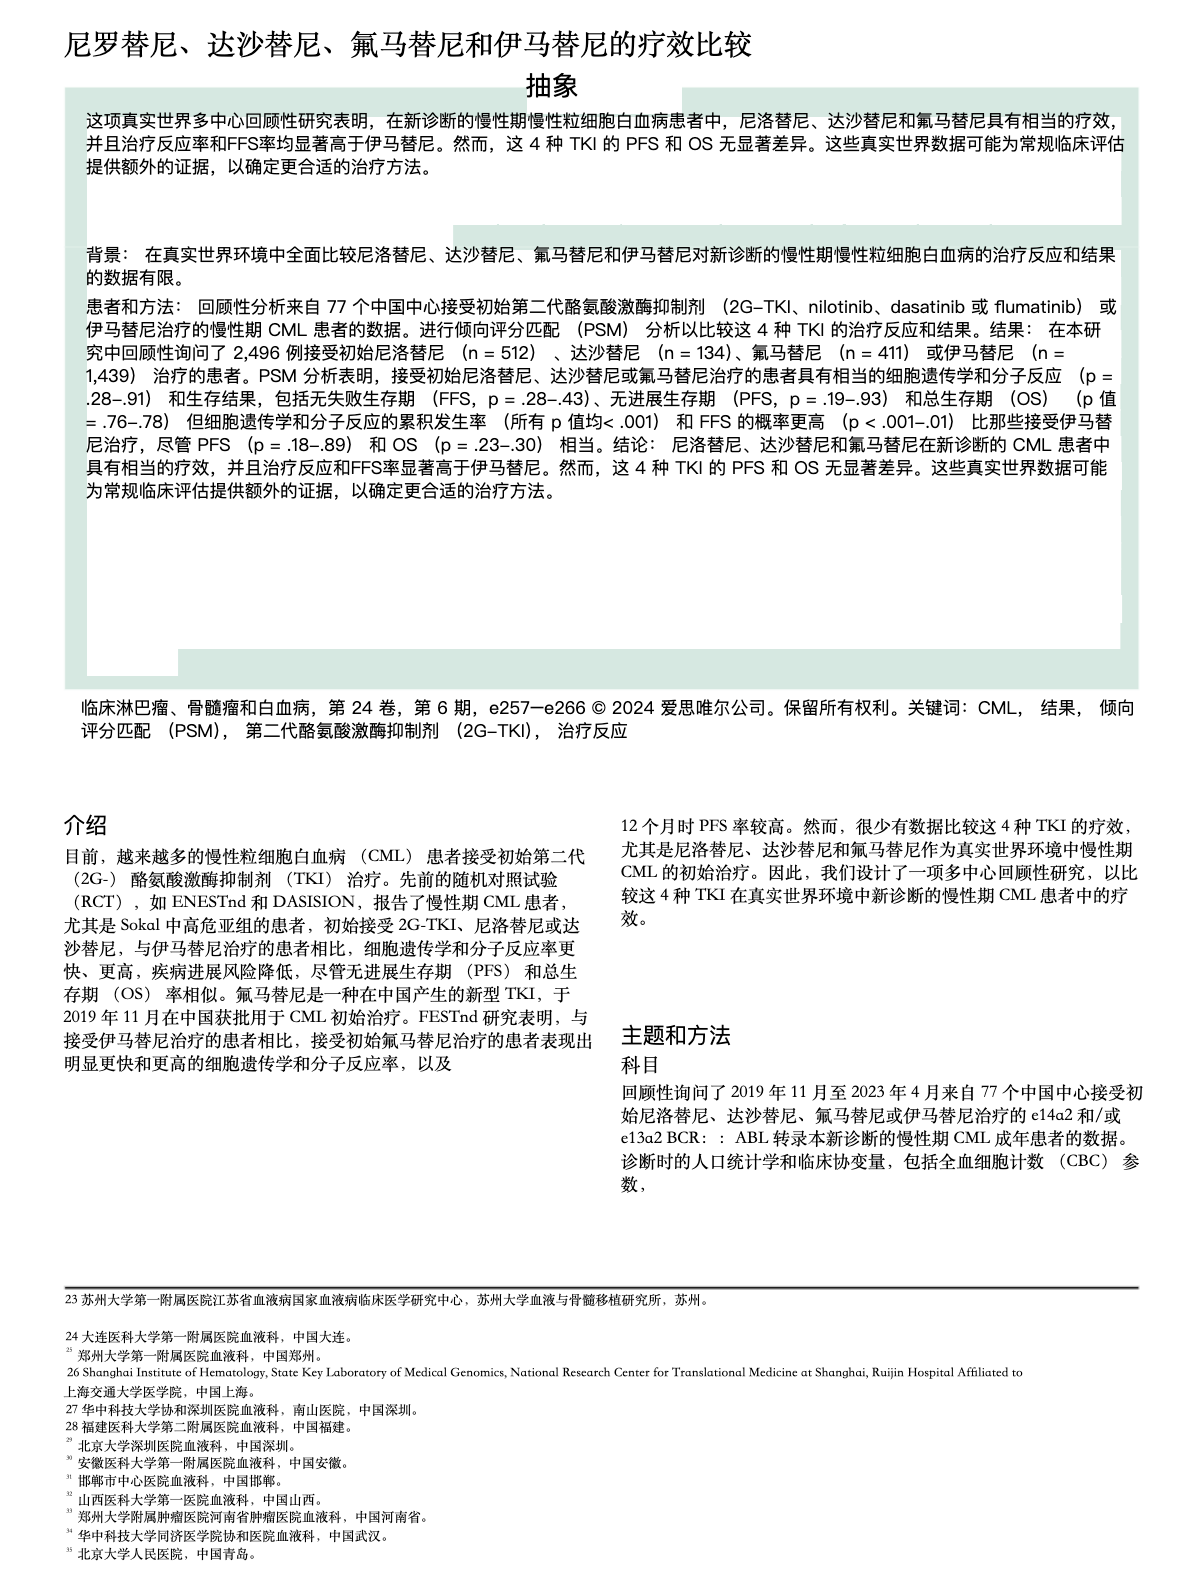 尼罗替尼、达沙替尼、氟马替尼和伊马替尼的疗效比较
抽象
这项真实世界多中心回顾性研究表明，在新诊断的慢性期慢性粒细胞白血病患者中，尼洛替尼、达沙替尼和氟马替尼具有相当的疗效，
并且治疗反应率和FFS率均显著高于伊马替尼。然而，这 4 种 TKI 的 PFS 和 OS 无显著差异。这些真实世界数据可能为常规临床评估
提供额外的证据，以确定更合适的治疗方法。
背景： 在真实世界环境中全面比较尼洛替尼、达沙替尼、氟马替尼和伊马替尼对新诊断的慢性期慢性粒细胞白血病的治疗反应和结果
的数据有限。
患者和方法： 回顾性分析来自 77 个中国中心接受初始第二代酪氨酸激酶抑制剂 （2G-TKI、nilotinib、dasatinib 或 flumatinib） 或
伊马替尼治疗的慢性期 CML 患者的数据。进行倾向评分匹配 （PSM） 分析以比较这 4 种 TKI 的治疗反应和结果。结果： 在本研
究中回顾性询问了 2,496 例接受初始尼洛替尼 （n = 512） 、达沙替尼 （n = 134）、氟马替尼 （n = 411） 或伊马替尼 （n =
1,439） 治疗的患者。PSM 分析表明，接受初始尼洛替尼、达沙替尼或氟马替尼治疗的患者具有相当的细胞遗传学和分子反应 （p =
.28–.91） 和生存结果，包括无失败生存期 （FFS，p = .28–.43）、无进展生存期 （PFS，p = .19–.93） 和总生存期 （OS） （p 值
= .76–.78） 但细胞遗传学和分子反应的累积发生率 （所有 p 值均< .001） 和 FFS 的概率更高 （p < .001–.01） 比那些接受伊马替
尼治疗，尽管 PFS （p = .18–.89） 和 OS （p = .23–.30） 相当。结论： 尼洛替尼、达沙替尼和氟马替尼在新诊断的 CML 患者中
具有相当的疗效，并且治疗反应和FFS率显著高于伊马替尼。然而，这 4 种 TKI 的 PFS 和 OS 无显著差异。这些真实世界数据可能
为常规临床评估提供额外的证据，以确定更合适的治疗方法。
临床淋巴瘤、骨髓瘤和白血病，第 24 卷，第 6 期，e257–e266 © 2024 爱思唯尔公司。保留所有权利。关键词：CML， 结果， 倾向
评分匹配 （PSM）， 第二代酪氨酸激酶抑制剂 （2G-TKI）， 治疗反应
介绍
目前，越来越多的慢性粒细胞白血病 （CML） 患者接受初始第二代
（2G-） 酪氨酸激酶抑制剂 （TKI） 治疗。先前的随机对照试验
（RCT），如 ENESTnd 和 DASISION，报告了慢性期 CML 患者，
尤其是 Sokal 中高危亚组的患者，初始接受 2G-TKI、尼洛替尼或达
沙替尼，与伊马替尼治疗的患者相比，细胞遗传学和分子反应率更
快、更高，疾病进展风险降低，尽管无进展生存期 （PFS） 和总生
存期 （OS） 率相似。氟马替尼是一种在中国产生的新型 TKI，于
2019 年 11 月在中国获批用于 CML 初始治疗。FESTnd 研究表明，与
接受伊马替尼治疗的患者相比，接受初始氟马替尼治疗的患者表现出
明显更快和更高的细胞遗传学和分子反应率，以及
12 个月时 PFS 率较高。然而，很少有数据比较这 4 种 TKI 的疗效，
尤其是尼洛替尼、达沙替尼和氟马替尼作为真实世界环境中慢性期
CML 的初始治疗。因此，我们设计了一项多中心回顾性研究，以比
较这 4 种 TKI 在真实世界环境中新诊断的慢性期 CML 患者中的疗
效。
主题和方法
科目
回顾性询问了 2019 年 11 月至 2023 年 4 月来自 77 个中国中心接受初
始尼洛替尼、达沙替尼、氟马替尼或伊马替尼治疗的 e14a2 和/或
e13a2 BCR：：ABL 转录本新诊断的慢性期 CML 成年患者的数据。
诊断时的人口统计学和临床协变量，包括全血细胞计数 （CBC） 参
数，
23 苏州大学第一附属医院江苏省血液病国家血液病临床医学研究中心，苏州大学血液与骨髓移植研究所，苏州。
24 大连医科大学第一附属医院血液科，中国大连。
25 郑州大学第一附属医院血液科，中国郑州。
26 Shanghai Institute of Hematology, State Key Laboratory of Medical Genomics, National Research Center for Translational Medicine at Shanghai, Ruijin Hospital Affiliated to
上海交通大学医学院，中国上海。
27 华中科技大学协和深圳医院血液科，南山医院，中国深圳。
28 福建医科大学第二附属医院血液科，中国福建。
29 北京大学深圳医院血液科，中国深圳。
30 安徽医科大学第一附属医院血液科，中国安徽。
31 邯郸市中心医院血液科，中国邯郸。
32 山西医科大学第一医院血液科，中国山西。
33 郑州大学附属肿瘤医院河南省肿瘤医院血液科，中国河南省。
34 华中科技大学同济医学院协和医院血液科，中国武汉。
35 北京大学人民医院，中国青岛。